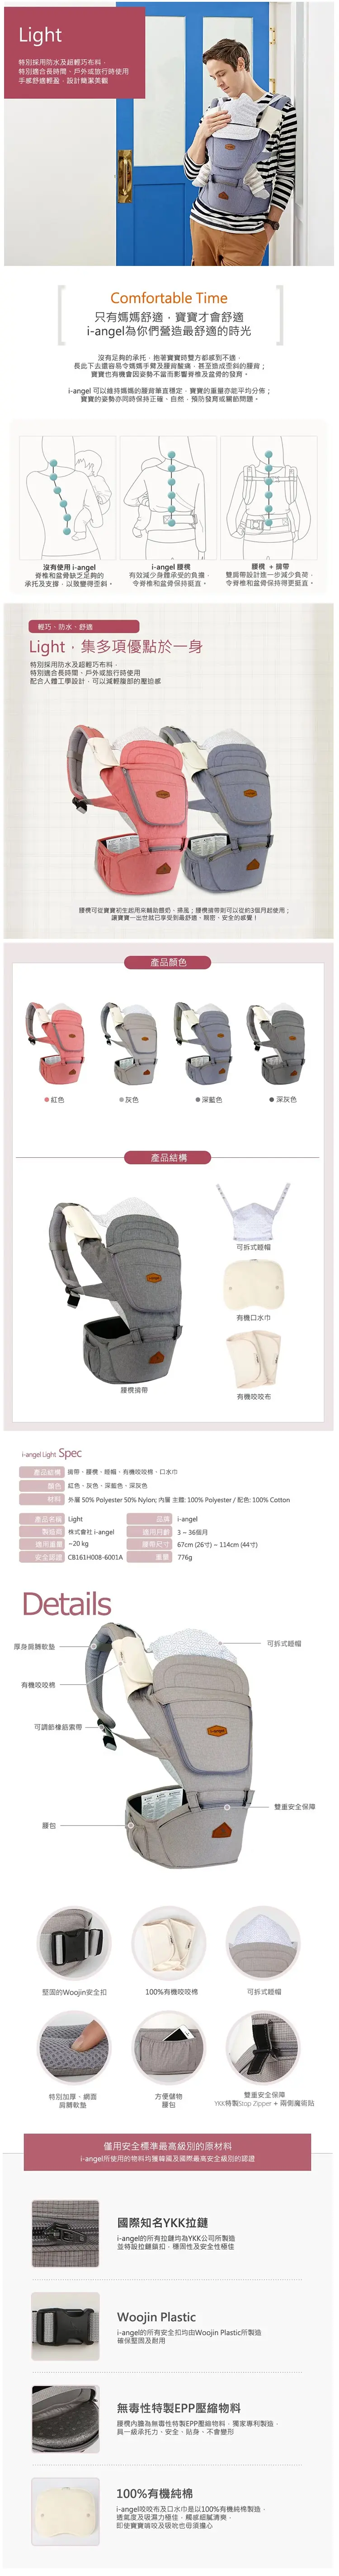 Light
特別採用防水及超輕巧布料，
特別適合長時間、戶外或旅行時使用
手感舒適輕盈，設計簡潔美觀
Comfortable Time
只有媽媽舒適，寶寶才會舒適
i-angel為你們營造最舒適的時光
沒有足夠的承托，抱著寶寶時雙方都感到不適，
長此下去還容易令媽媽手臂及腰背酸痛，甚至造成歪斜的腰背；
寶寶也有機會因姿勢不當而影響脊椎及盆骨的發育。
i-angel 可以維持媽媽的腰背筆直穩定，寶寶的重量亦能平均分佈；
寶寶的姿勢亦同時保持正確、自然，預防發育或關節問題。
沒有使用 i-angel
脊椎和盆骨缺乏足夠的
承托及支撐，以致變得歪斜。
i-angel 腰櫈
有效減少身體承受的負擔，
令脊椎和盆骨保持挺直。
腰櫈 + 揹帶
雙肩帶設計進一步減少負荷，
令脊椎和盆骨保持得更挺直。
輕巧、防水、舒適
Light，集多項優點於一身
特別採用防水及超輕巧布料，
特別適合長時間、戶外或旅行時使用
配合人體工學設計，可以減輕腹部的壓迫感
腰櫈可從寶寶初生起用來輔助餵奶、掃風；腰櫈揹帶則可以從約3個月起使用；
讓寶寶一出世就已享受到最舒適、親密、安全的感覺！
產品顏色
紅色
灰色
深藍色
深灰色
產品結構
可拆式睡帽
有機口水巾
有機咬咬布
腰櫈揹帶
i-angel Light Spec
產品結構 揹帶、腰櫈、睡帽、有機咬咬棉、口水巾
顏色 紅色、灰色、深藍色、深灰色
材料 外層 50% Polyester 50% Nylon; 內層 主體: 100% Polyester / 配色: 100% Cotton
產品名稱 Light 品牌 i-angel
製造商 株式會社 i-angel 適用月齡 3 ~ 36個月
適用重量 ~20 kg 腰際尺寸 67cm (26寸) ~ 114cm (44寸)
安全認證 CB161H008-6001A 重量 776g
Details
厚身肩膊軟墊
可拆式睡帽
有機咬咬棉
可調節橡筋索帶
雙重安全保障
腰包
堅固的Woojin安全扣
100%有機咬咬棉
可拆式睡帽
特別加厚、網面
肩膊軟墊
方便儲物
腰包
雙重安全保障
YKK特製Stop Zipper + 兩側魔術貼
僅用安全標準最高級別的原材料
i-angel所使用的物料均獲韓國及國際最高安全級別的認證
國際知名YKK拉鏈
i-angel的所有拉鏈均為YKK公司所製造
並特設拉鏈鎖扣，穩固性及安全性極佳
Woojin Plastic
i-angel的所有安全扣均由Woojin Plastic所製造
確保堅固及耐用
無毒性特製EPP壓縮物料
腰櫈內膽為無毒性特製EPP壓縮物料，獨家專利製造，
具一級承托力、安全、貼身、不會變形
100%有機純棉
i-angel咬咬布及口水巾是以100%有機純棉製造，
透氣度及吸濕力極佳，觸感細膩清爽，
即使寶寶啃咬及吸吮也毋須擔心